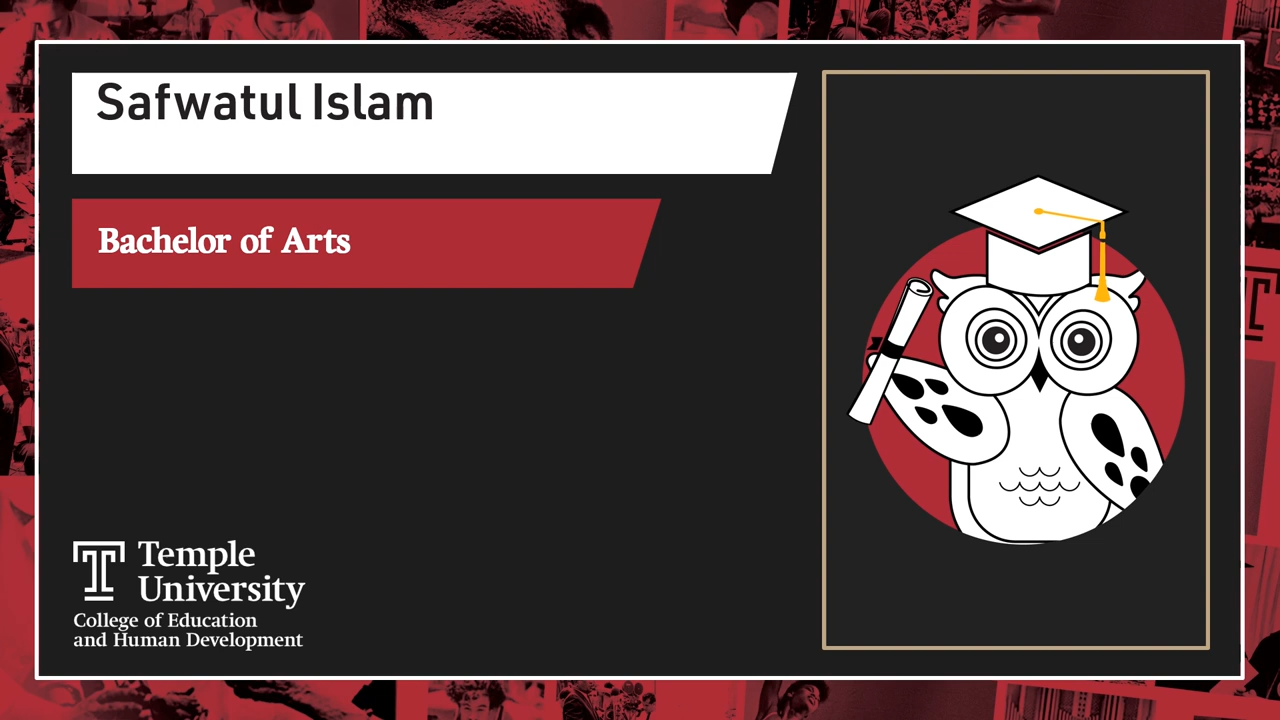 Safwatul Islam
Bachelor of Arts
Temple
University
College of Education
and Human Development